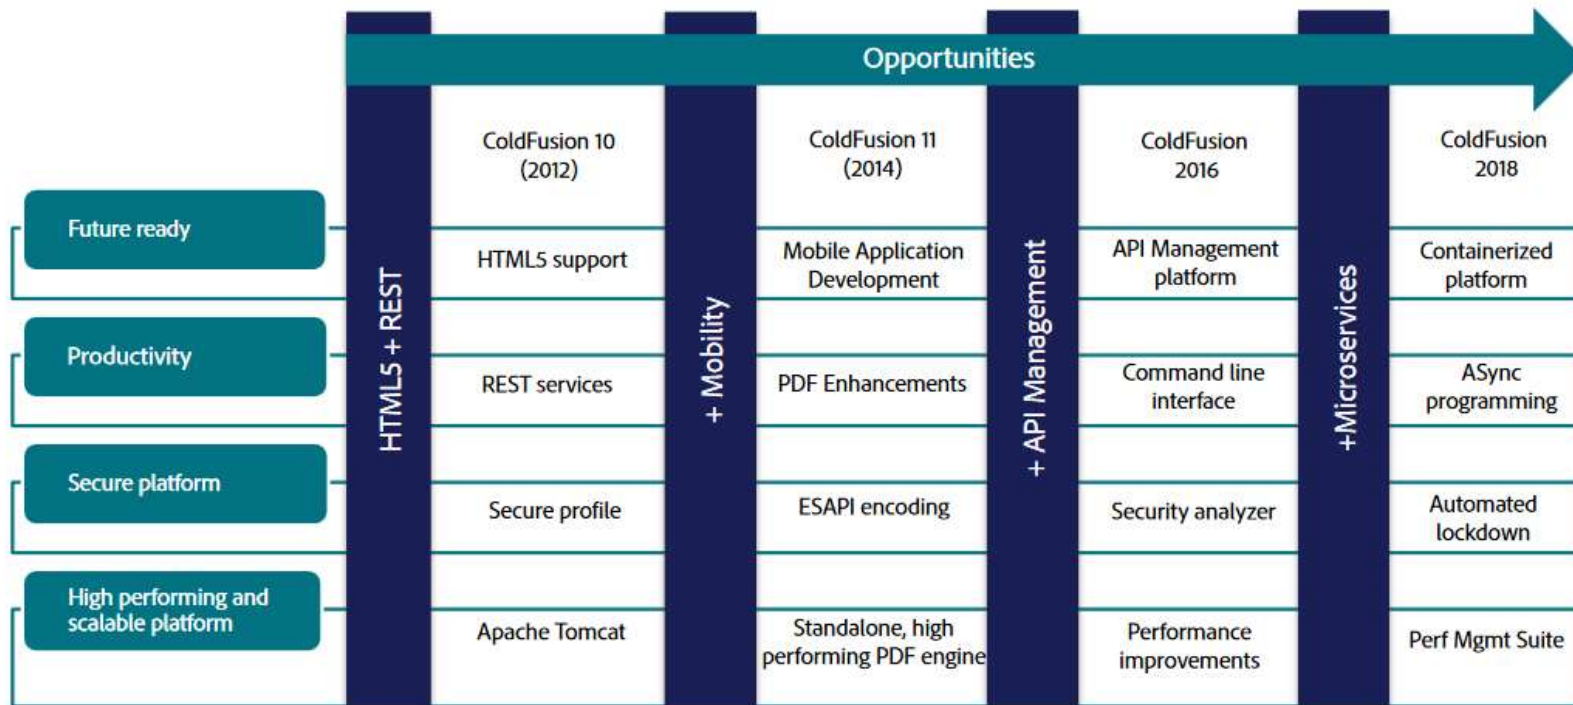 Opportunities
ColdFusion 10
(2012)
ColdFusion 11
(2014)
ColdFusion
2016
ColdFusion
2018
HTML5 + REST
+ Mobility
+ API Management
+Microservices
Future ready
HTML5 support
Mobile Application
Development
API Management
platform
Containerized
platform
Productivity
REST services
PDF Enhancements
Command line
interface
ASync
programming
Secure platform
Secure profile
ESAPI encoding
Security analyzer
Automated
lockdown
High performing and
scalable platform
Apache Tomcat
Standalone, high
performing PDF engine
Performance
improvements
Perf Mgmt Suite